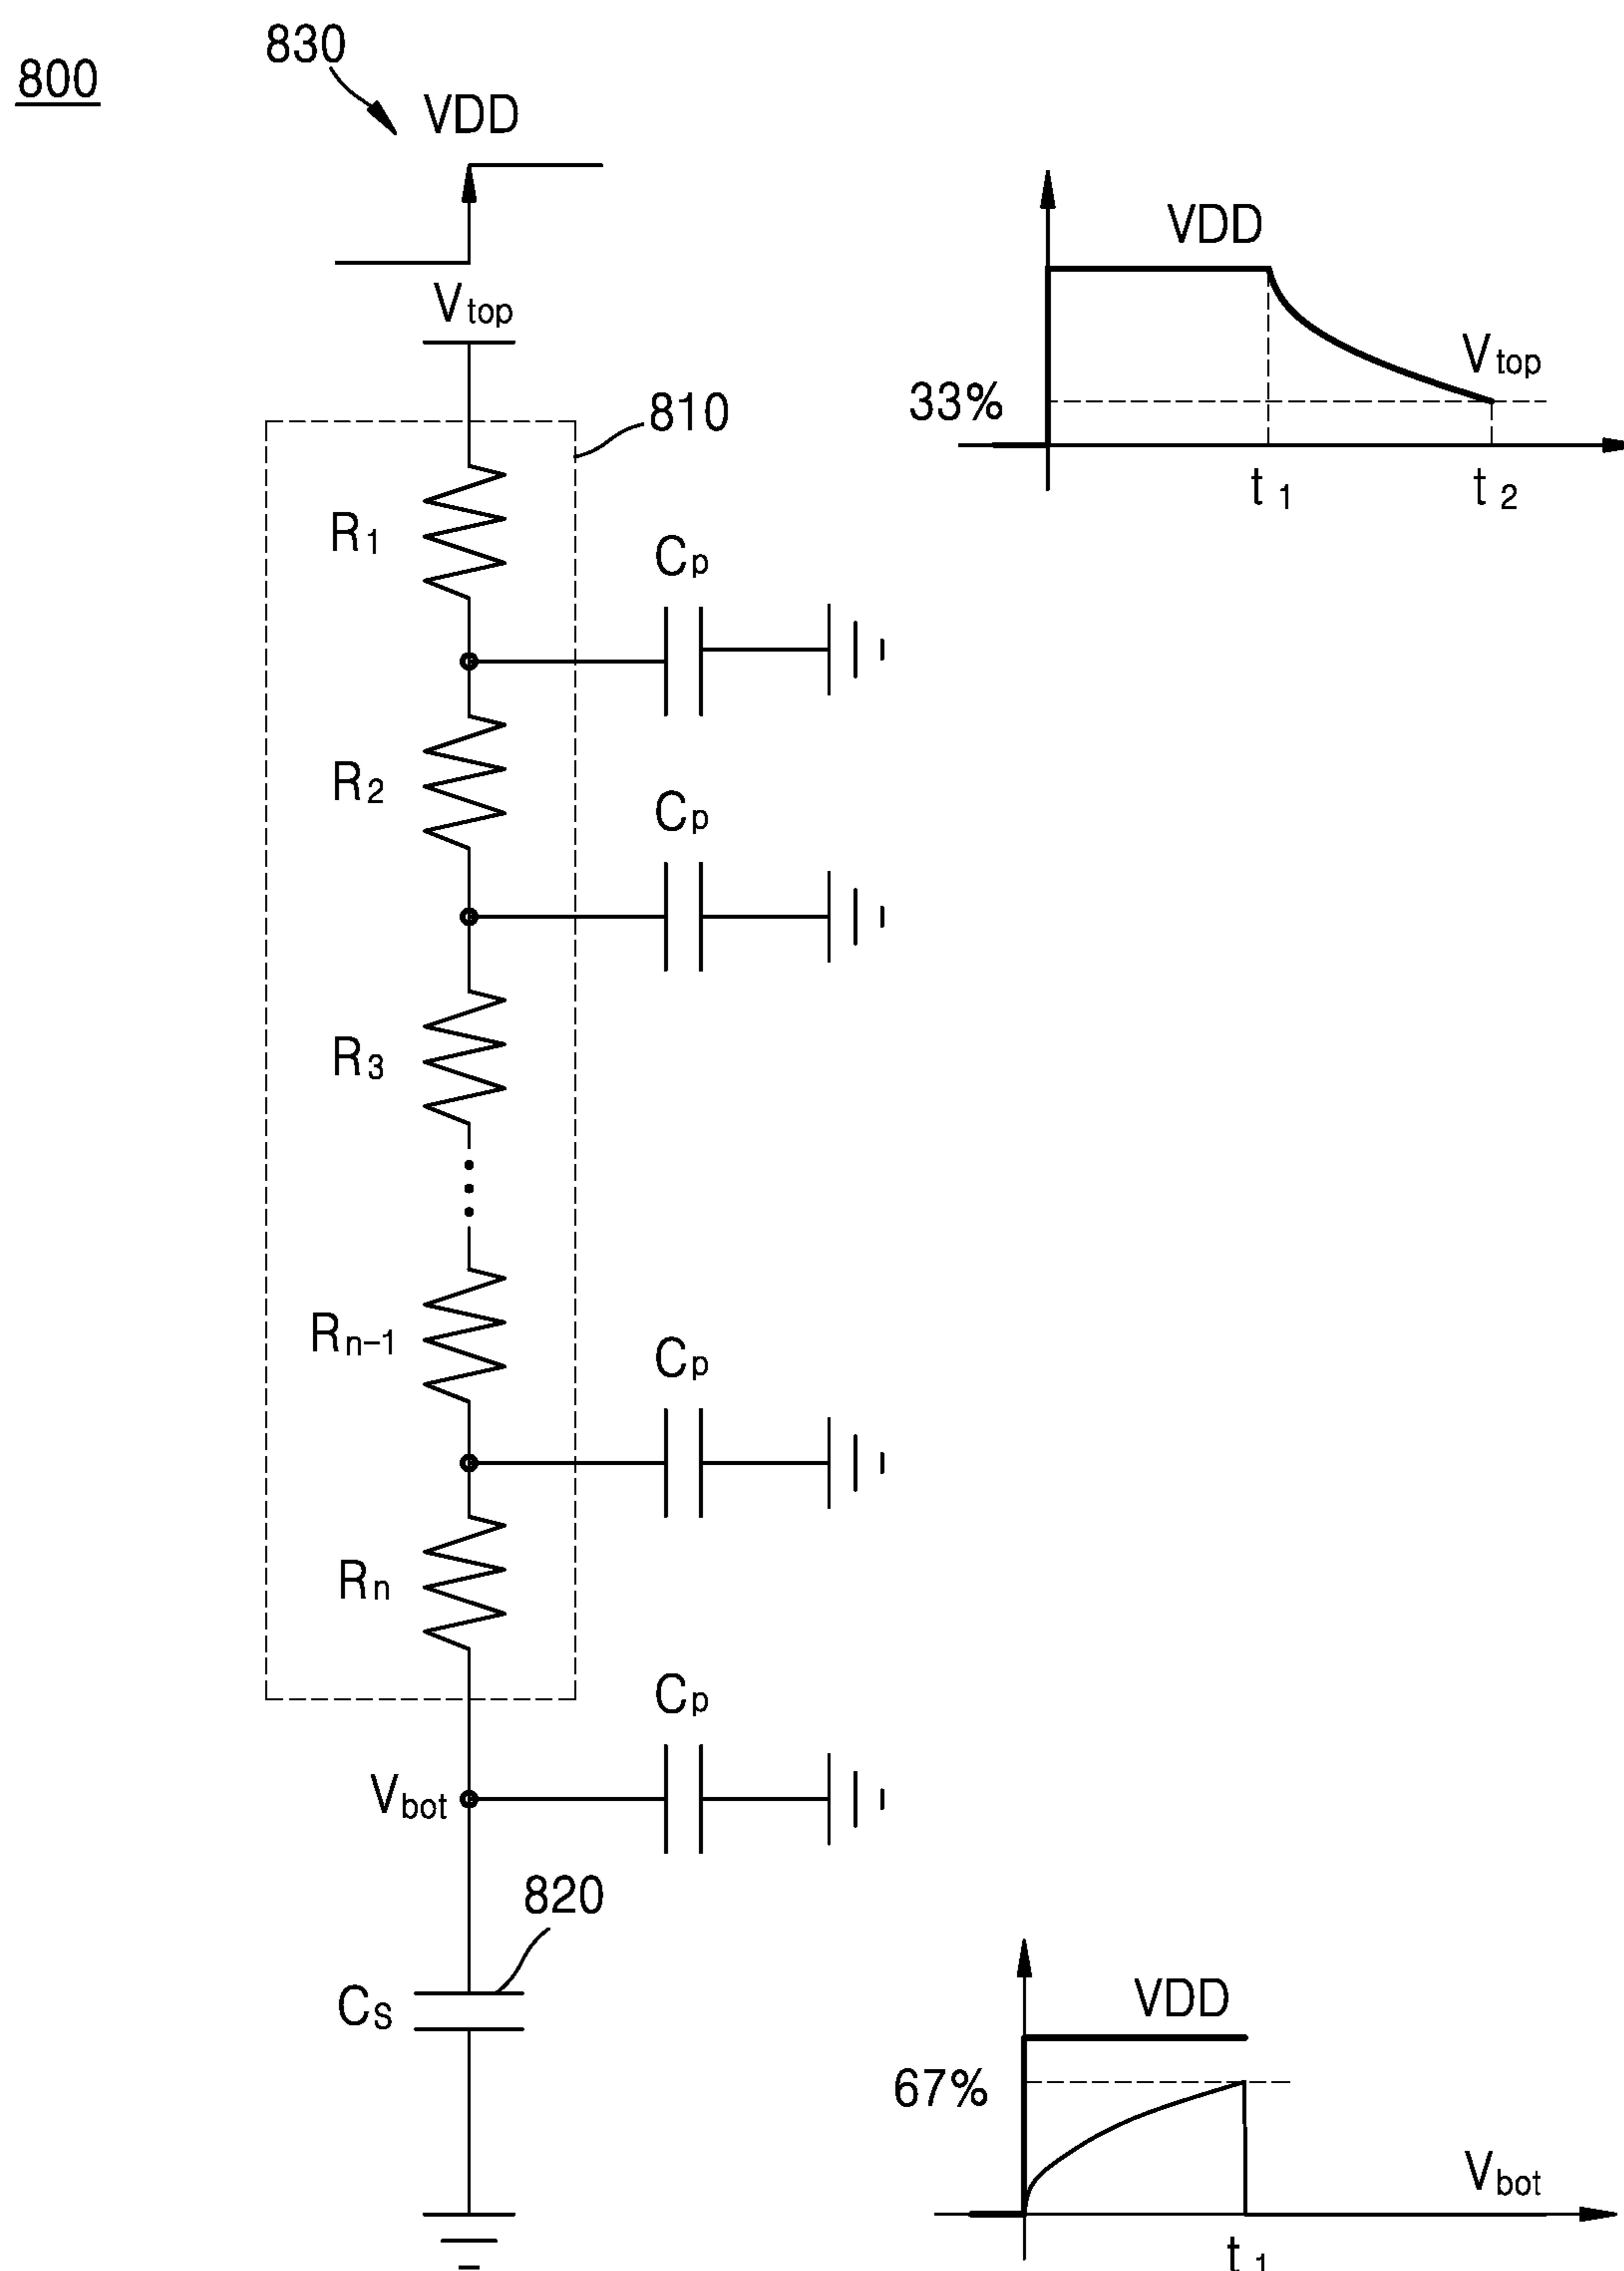 800
830
VDD
Vtop
810
R1
Cp
R2
Cp
R3
Rn-1
Cp
Rn
Cp
Vbot
820
Cs
VDD
33%
Vtop
t1
t2
VDD
67%
Vbot
t1